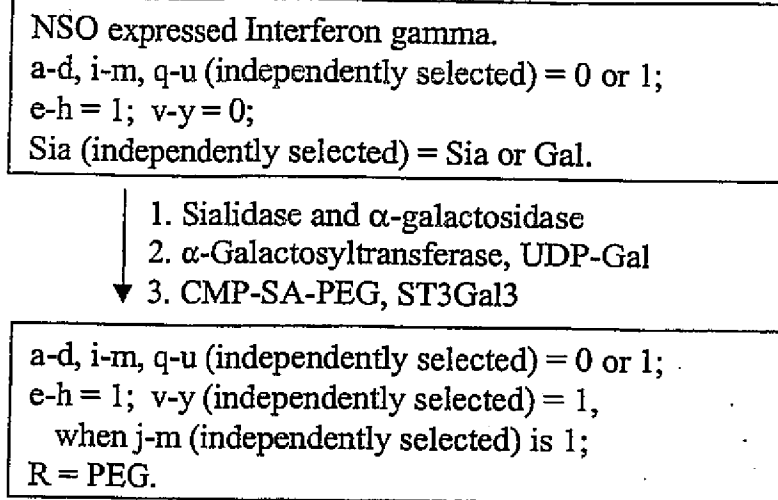 NSO expressed Interferon gamma.
a-d, i-m, q-u (independently selected) = 0 or 1;
e-h = 1; v-y = 0;
Sia (independently selected) = Sia or Gal.
1. Sialidase and α-galactosidase
2. α-Galactosyltransferase, UDP-Gal
3. CMP-SA-PEG, ST3Gal3
a-d, i-m, q-u (independently selected) = 0 or 1;
e-h = 1; v-y (independently selected) = 1,
when j-m (independently selected) is 1;
R = PEG.